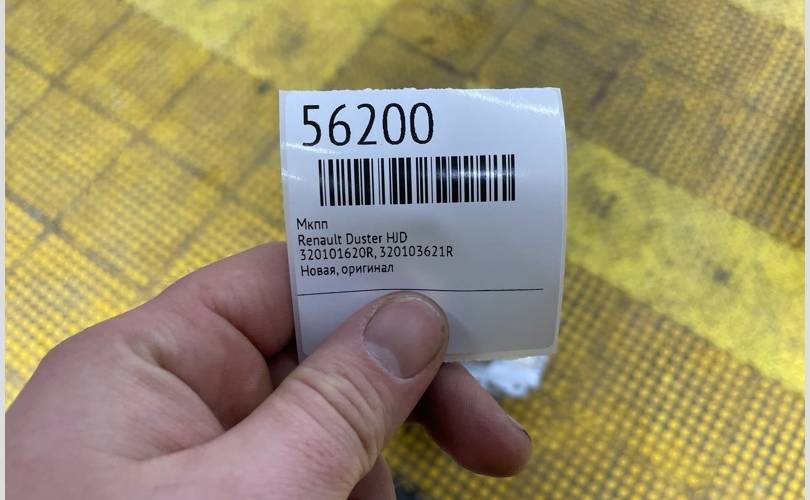 56200
Мкпп
Renault Duster HJD
320101620R, 320103621R
Новая, оригинал